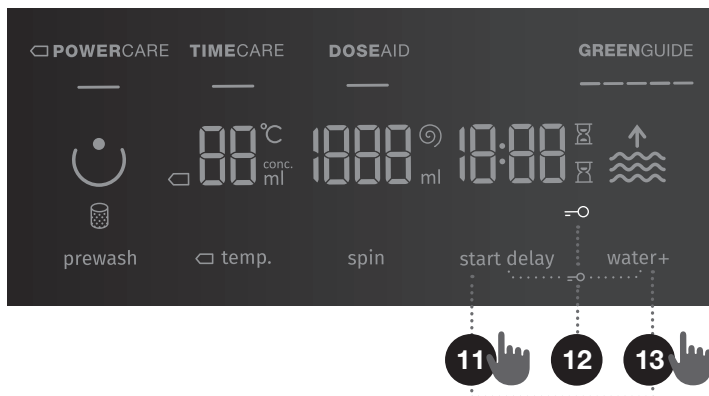 POWERCARE TIMECARE DOSEAID GREENGUIDE
88 °C conc. ml 1888 ml 18:88
prewash temp. spin start delay water+
11 12 13